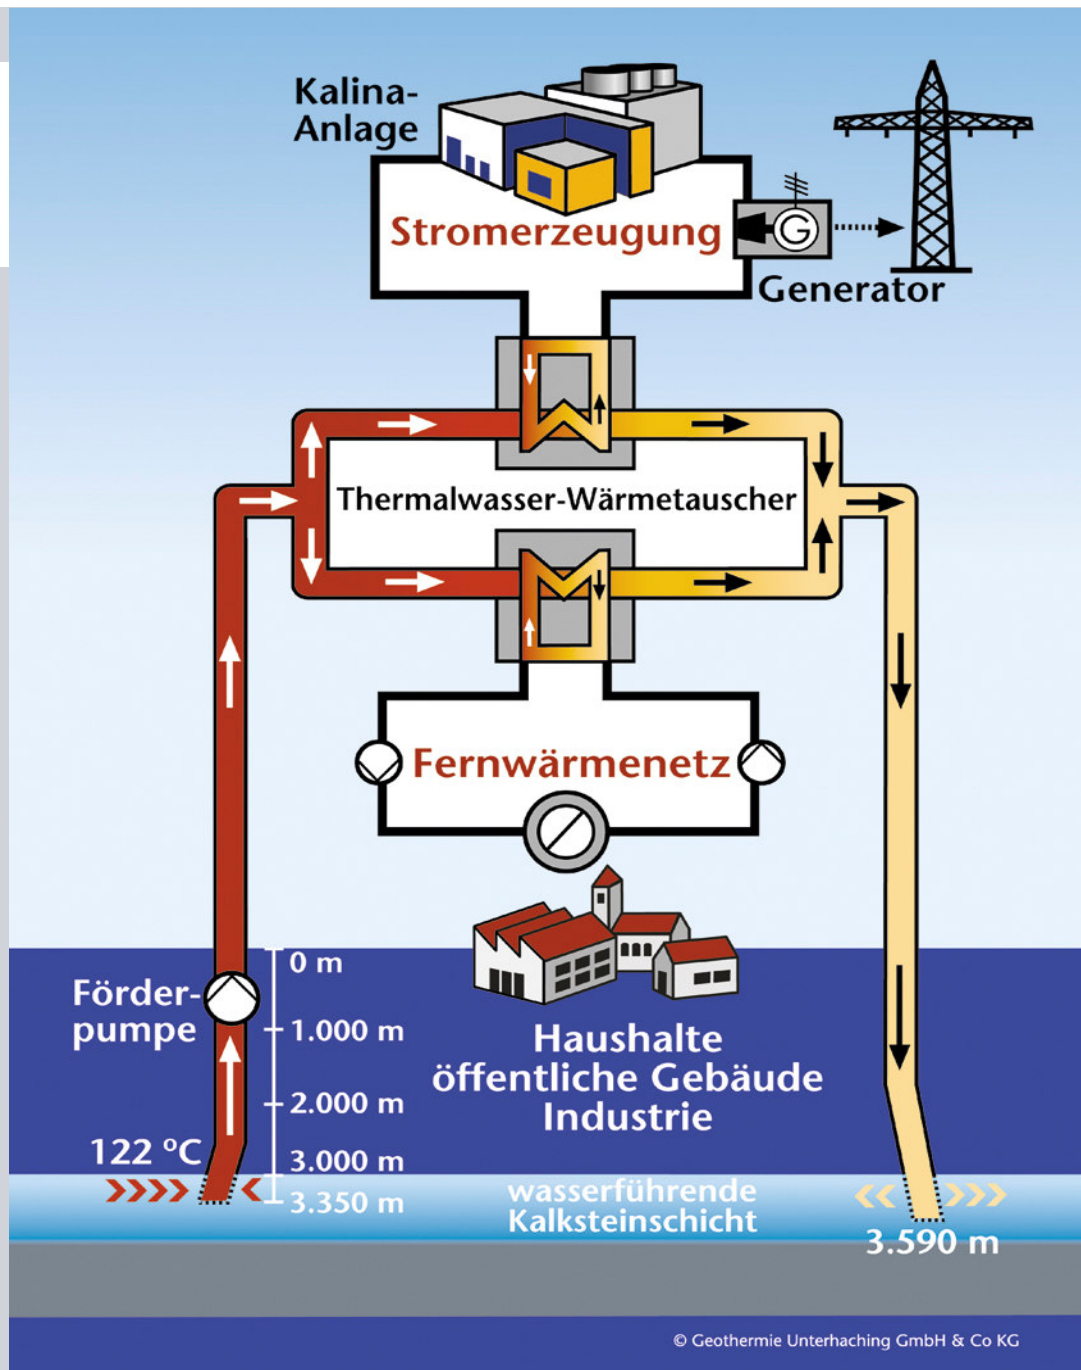 Kalina-
Anlage
Stromerzeugung
G
Generator
Thermalwasser-Wärmetauscher
Fernwärmenetz
0 m
Förder-
pumpe
1.000 m
Haushalte
öffentliche Gebäude
Industrie
2.000 m
122 ºC
3.000 m
3.350 m
wasserführende
Kalksteinschicht
3.590 m
© Geothermie Unterhaching GmbH & Co KG